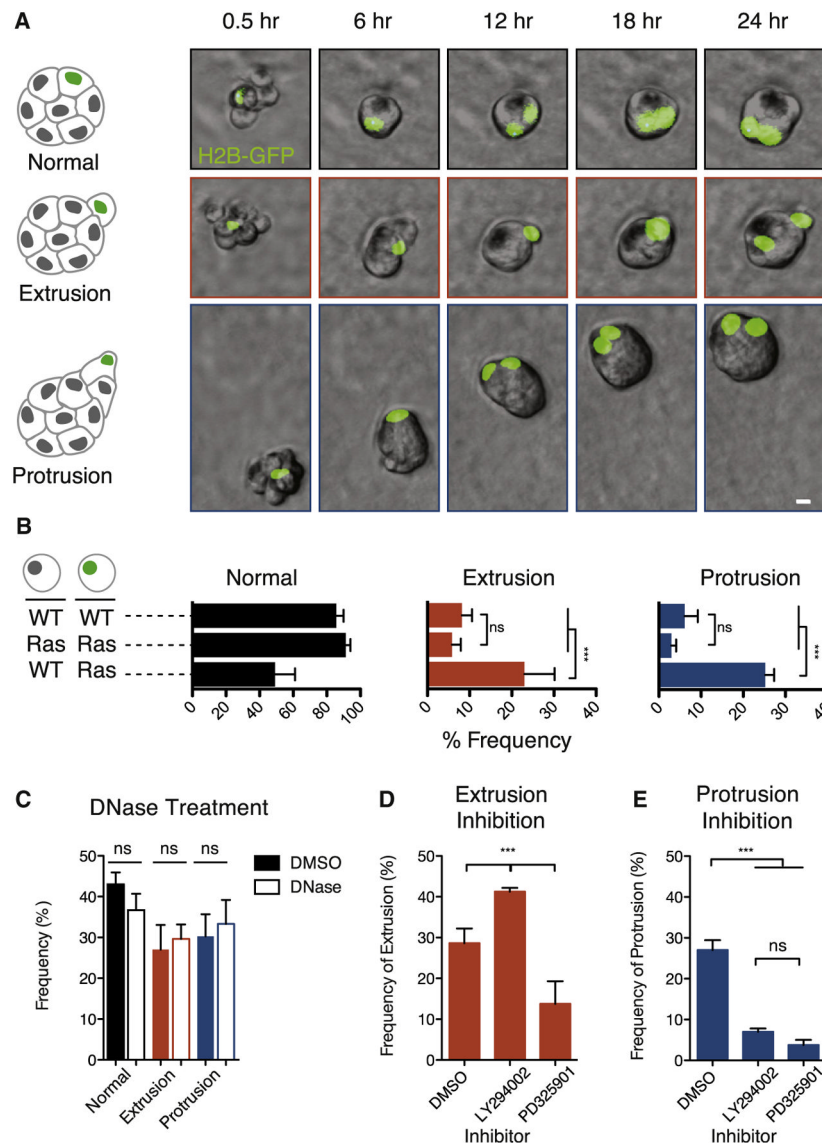 A
0.5 hr 6 hr 12 hr 18 hr 24 hr
Normal
H2B-GFP
Extrusion
Protrusion
B
Normal Extrusion Protrusion
WT WT
Ras Ras
WT Ras
ns
***
ns
***
0 20 40 60 80 100
0 10 20 30 40
0 10 20 30 40
% Frequency
C
DNase Treatment
ns ns ns
DMSO
DNase
Frequency (%)
50
40
30
20
10
0
Normal
Extrusion
Protrusion
D
Extrusion
Inhibition
***
Frequency of Extrusion (%)
50
40
30
20
10
0
DMSO
LY294002
PD325901
Inhibitor
E
Protrusion
Inhibition
***
ns
Frequency of Protrusion (%)
50
40
30
20
10
0
DMSO
LY294002
PD325901
Inhibitor